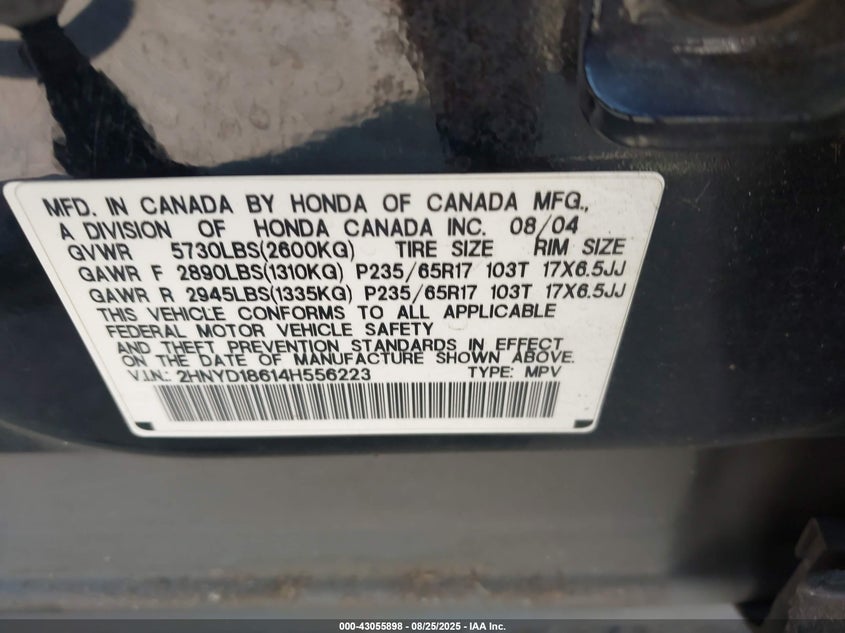 MFD. IN CANADA BY HONDA OF CANADA MFG.,
A DIVISION OF HONDA CANADA INC. 08/04
GVWR 5730LBS(2600KG) TIRE SIZE RIM SIZE
GAWR F 2890LBS(1310KG) P235/65R17 103T 17X6.5JJ
GAWR R 2945LBS(1335KG) P235/65R17 103T 17X6.5JJ
THIS VEHICLE CONFORMS TO ALL APPLICABLE
FEDERAL MOTOR VEHICLE SAFETY
AND THEFT PREVENTION STANDARDS IN EFFECT
ON THE DATE OF MANUFACTURE SHOWN ABOVE.
V.I.N.: 2HNYD18614H556223 TYPE: MPV
000-43055898 - 08/25/2025 - IAA Inc.